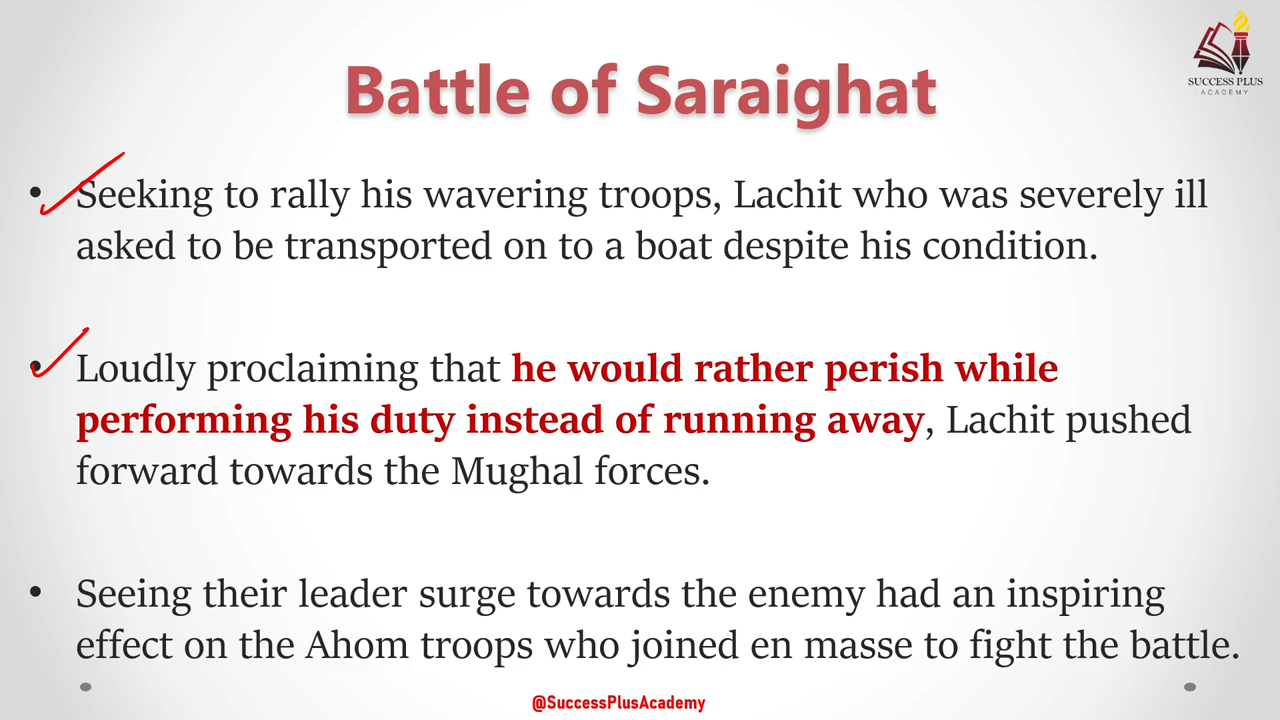 SUCCESS PLUS
ACADEMY
Battle of Saraighat
• Seeking to rally his wavering troops, Lachit who was severely ill
asked to be transported on to a boat despite his condition.
• Loudly proclaiming that he would rather perish while
performing his duty instead of running away, Lachit pushed
forward towards the Mughal forces.
• Seeing their leader surge towards the enemy had an inspiring
effect on the Ahom troops who joined en masse to fight the battle.
@SuccessPlusAcademy